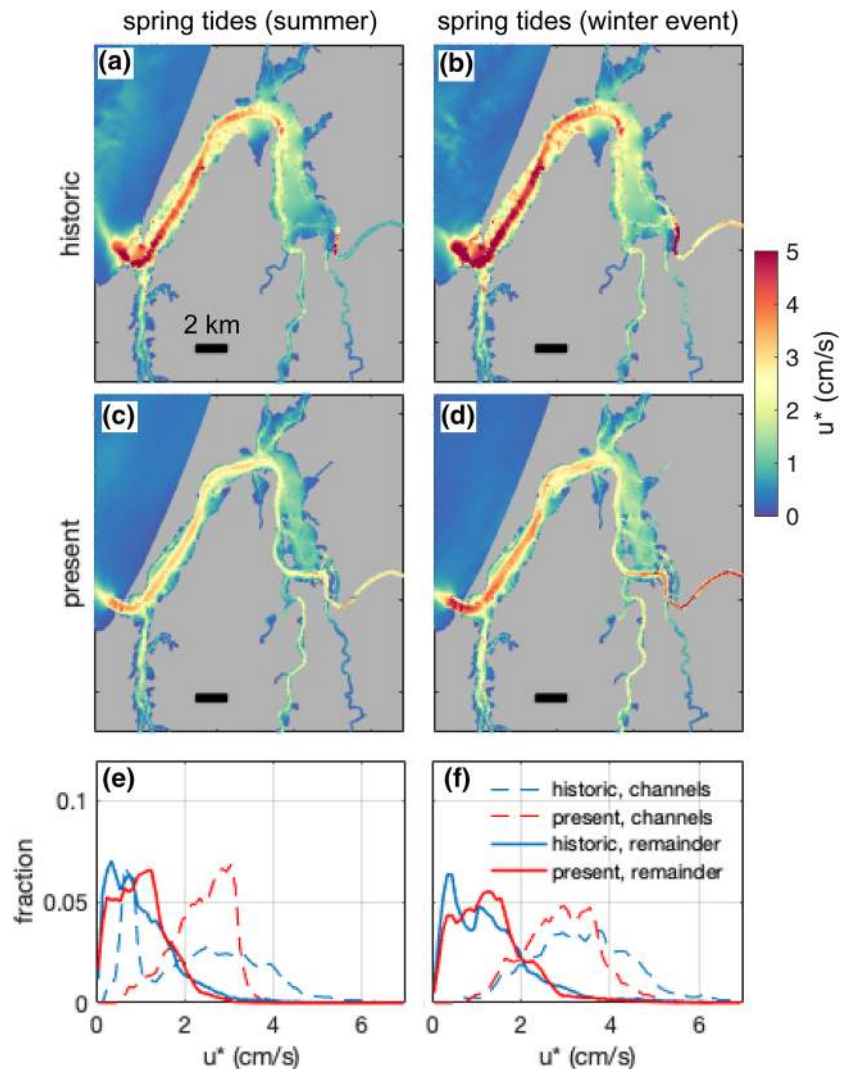 spring tides (summer)
spring tides (winter event)
(a)
(b)
historic
2 km
5
4
3
2
1
0
u* (cm/s)
(c)
(d)
present
(e)
(f)
0.1
0.05
0
fraction
historic, channels
present, channels
historic, remainder
present, remainder
0 2 4 6
0 2 4 6
u* (cm/s)
u* (cm/s)